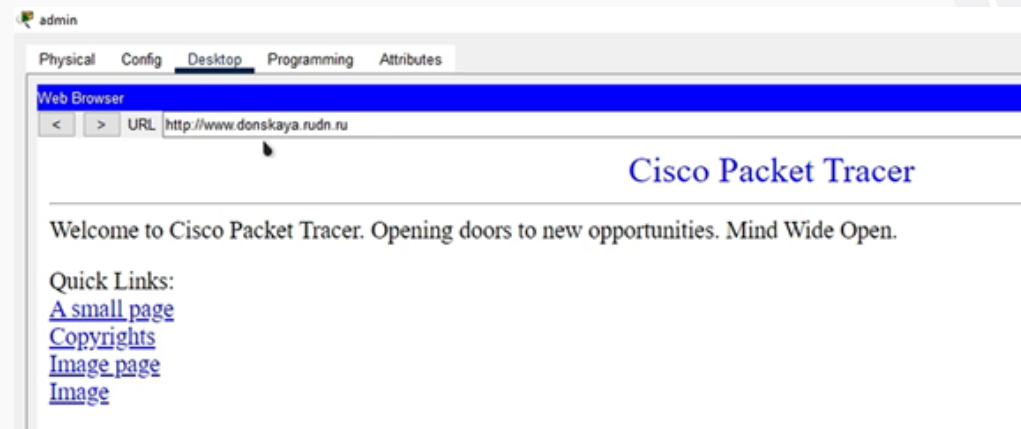 admin
Physical Config Desktop Programming Attributes
Web Browser
< > URL http://www.donskaya.rudn.ru
Cisco Packet Tracer
Welcome to Cisco Packet Tracer. Opening doors to new opportunities. Mind Wide Open.
Quick Links:
A small page
Copyrights
Image page
Image